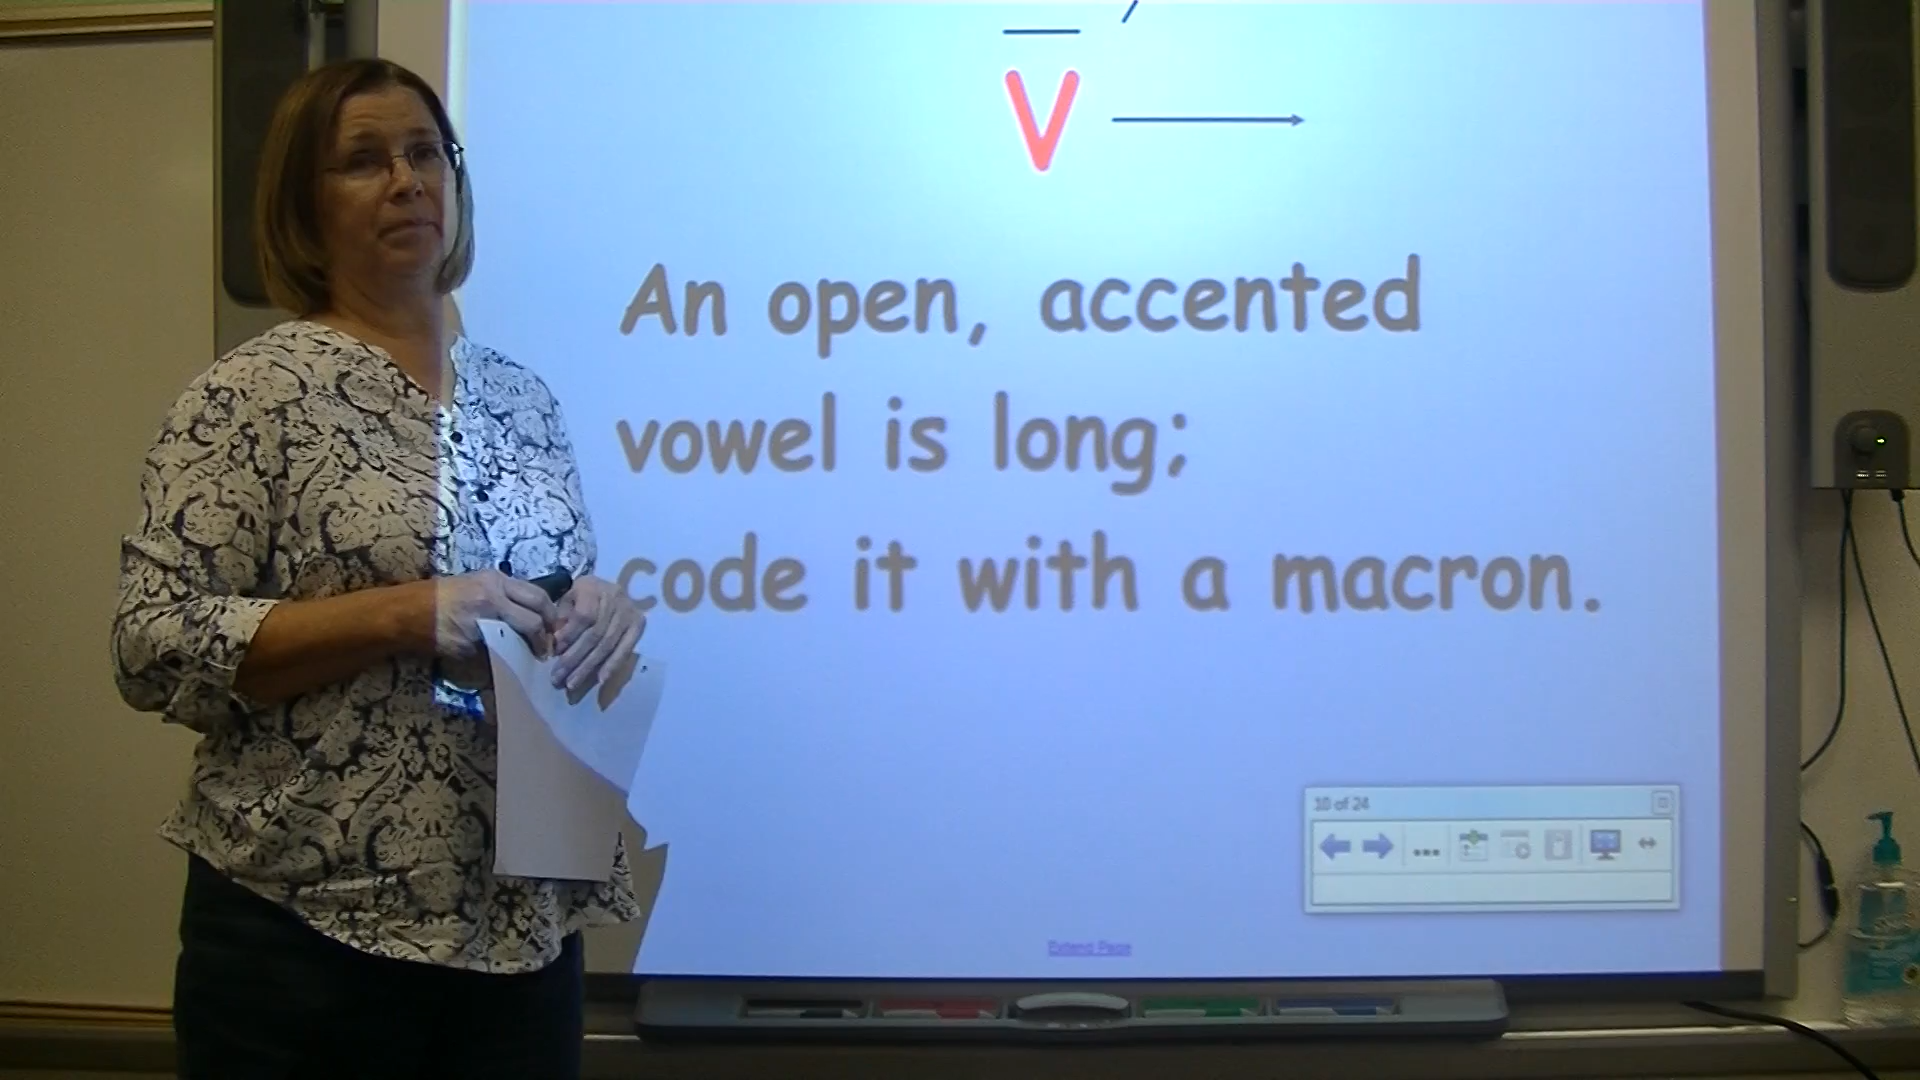 V
An open, accented
vowel is long;
code it with a macron.
10 of 24
Extend Page